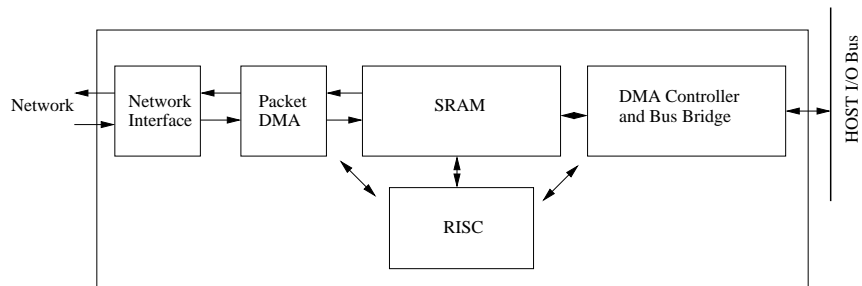 Network
Network
Interface
Packet
DMA
SRAM
DMA Controller
and Bus Bridge
HOST I/O Bus
RISC